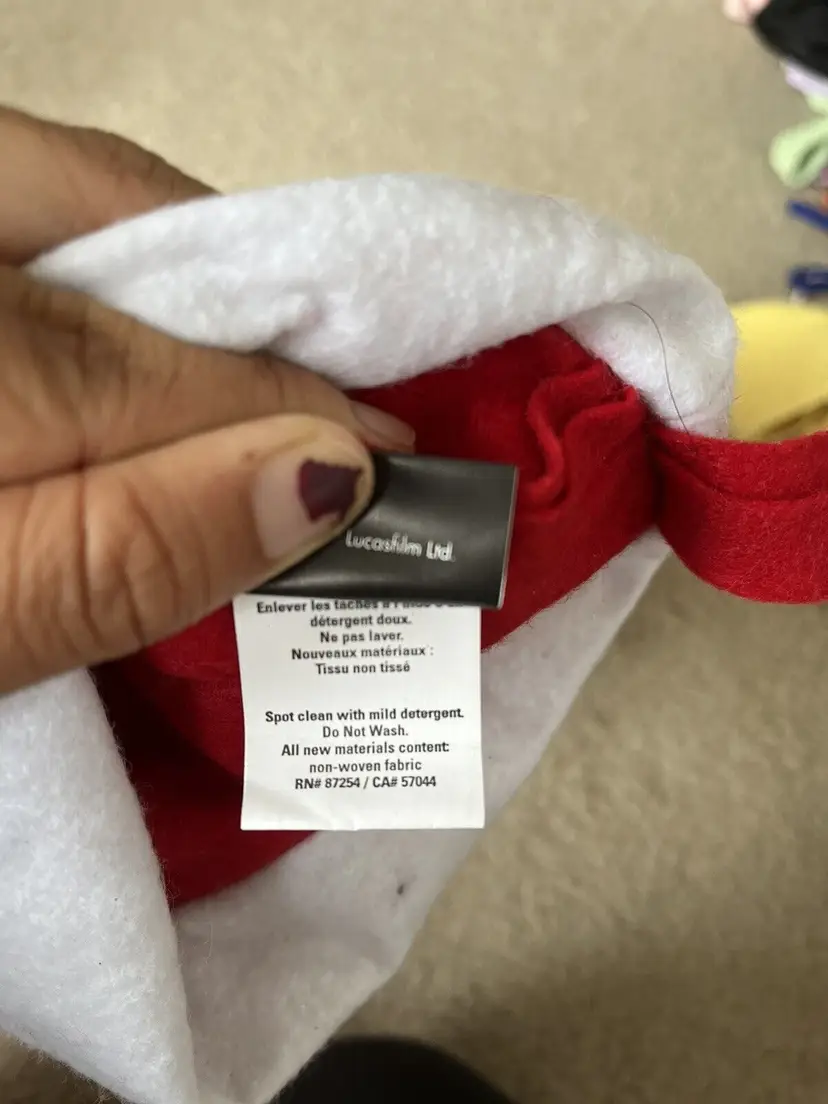 Lucasfilm Ltd.
Enlever les taches
détergent doux.
Ne pas laver.
Nouveaux matériaux :
Tissu non tissé
Spot clean with mild detergent.
Do Not Wash.
All new materials content:
non-woven fabric
RN# 87254 / CA# 57044